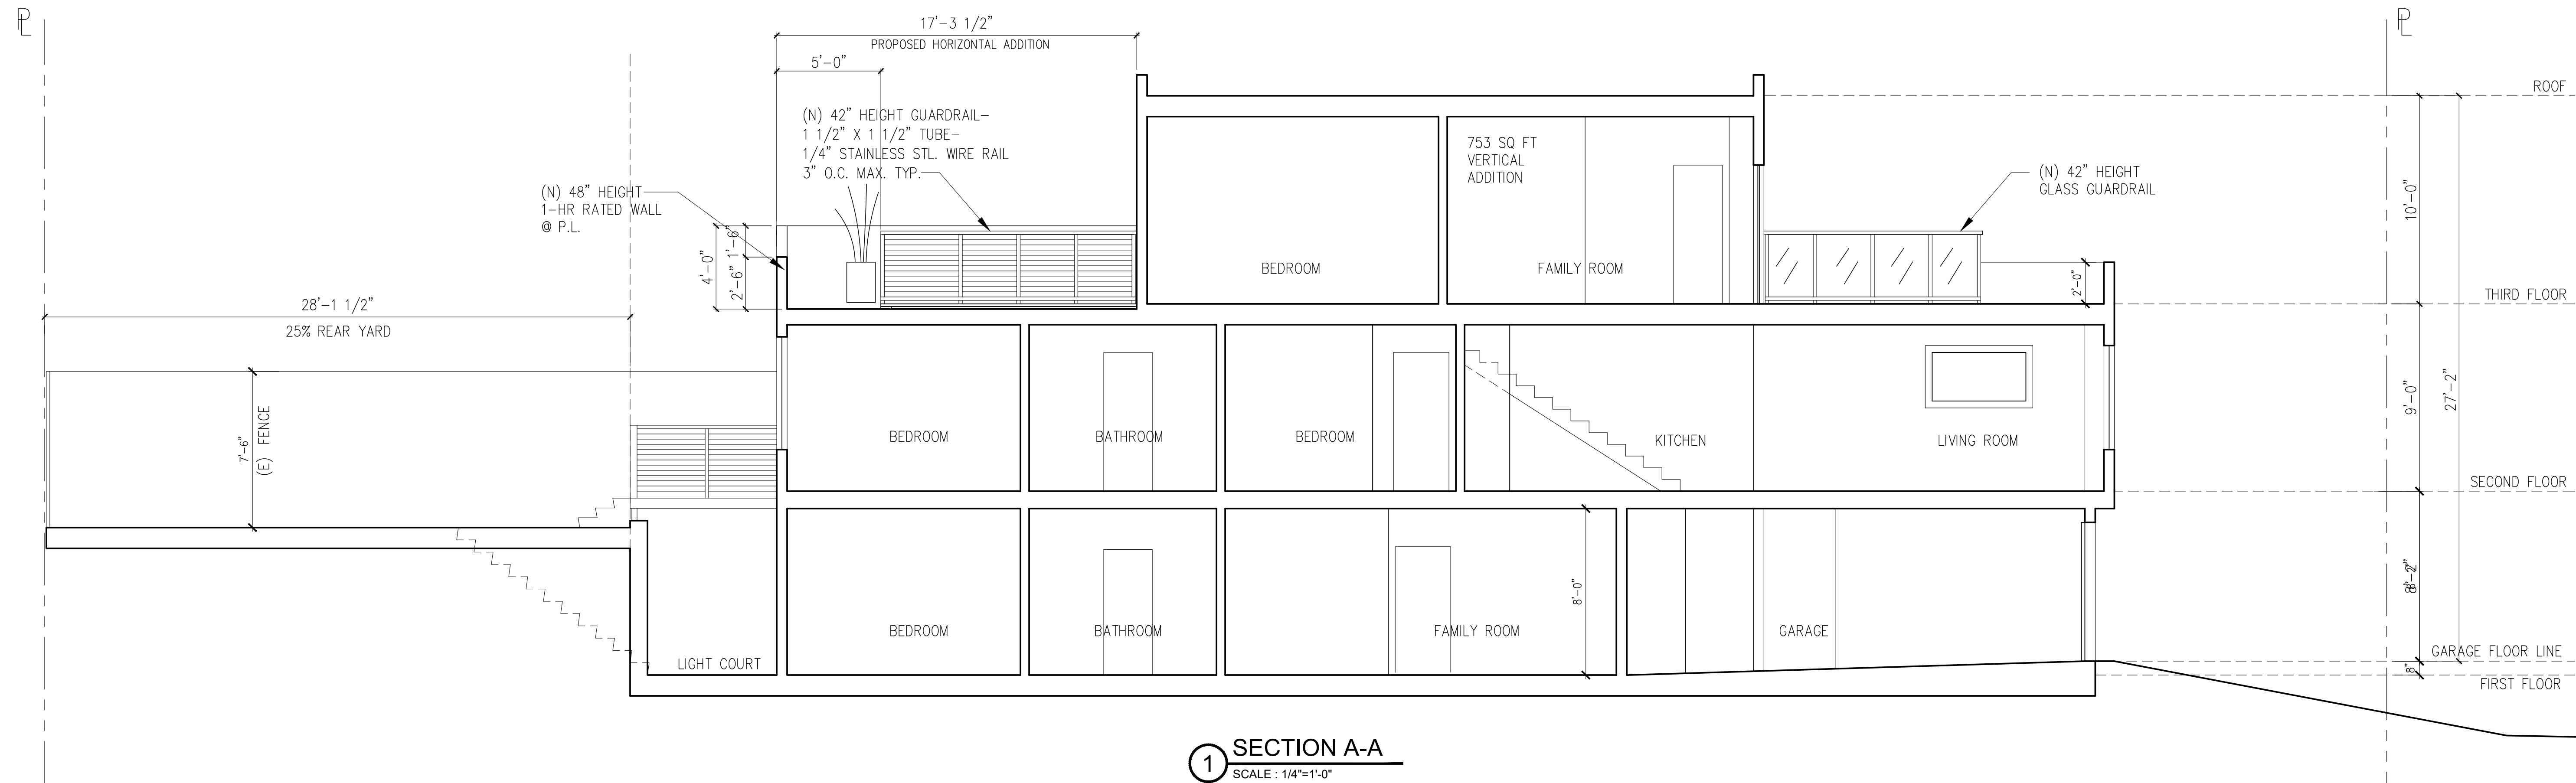 PL
PL
17'-3 1/2"
PROPOSED HORIZONTAL ADDITION
5'-0"
(N) 42" HEIGHT GUARDRAIL-
1 1/2" X 1 1/2" TUBE-
1/4" STAINLESS STL. WIRE RAIL
3" O.C. MAX. TYP.
(N) 48" HEIGHT
1-HR RATED WALL
@ P.L.
4'-0"
1'-6"
2'-6"
753 SQ FT
VERTICAL
ADDITION
(N) 42" HEIGHT
GLASS GUARDRAIL
ROOF
10'-0"
BEDROOM
FAMILY ROOM
2'-0"
THIRD FLOOR
28'-1 1/2"
25% REAR YARD
7'-6"
(E) FENCE
BEDROOM
BATHROOM
BEDROOM
KITCHEN
LIVING ROOM
9'-0"
27'-2"
SECOND FLOOR
8'-0"
BEDROOM
BATHROOM
FAMILY ROOM
GARAGE
LIGHT COURT
GARAGE FLOOR LINE
8"
FIRST FLOOR
1
SECTION A-A
SCALE : 1/4"=1'-0"